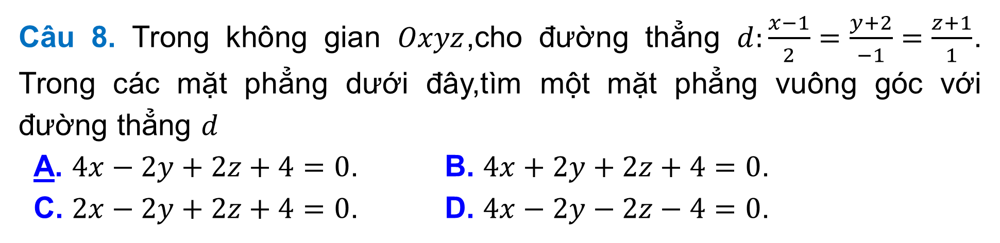 Câu 8. Trong không gian Oxyz,cho đường thẳng d: \frac{x-1}{2} = \frac{y+2}{-1} = \frac{z+1}{1}.
Trong các mặt phẳng dưới đây,tìm một mặt phẳng vuông góc với
đường thẳng d
A. 4x − 2y + 2z + 4 = 0. B. 4x + 2y + 2z + 4 = 0.
C. 2x − 2y + 2z + 4 = 0. D. 4x − 2y − 2z − 4 = 0.